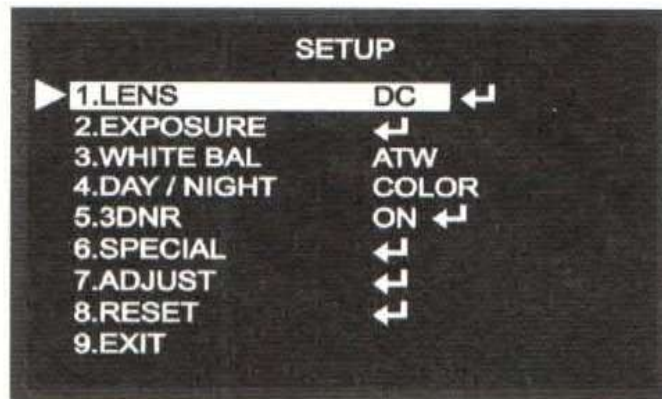 SETUP
1.LENS DC ↵
2.EXPOSURE ↵
3.WHITE BAL ATW
4.DAY / NIGHT COLOR
5.3DNR ON ↵
6.SPECIAL ↵
7.ADJUST ↵
8.RESET ↵
9.EXIT